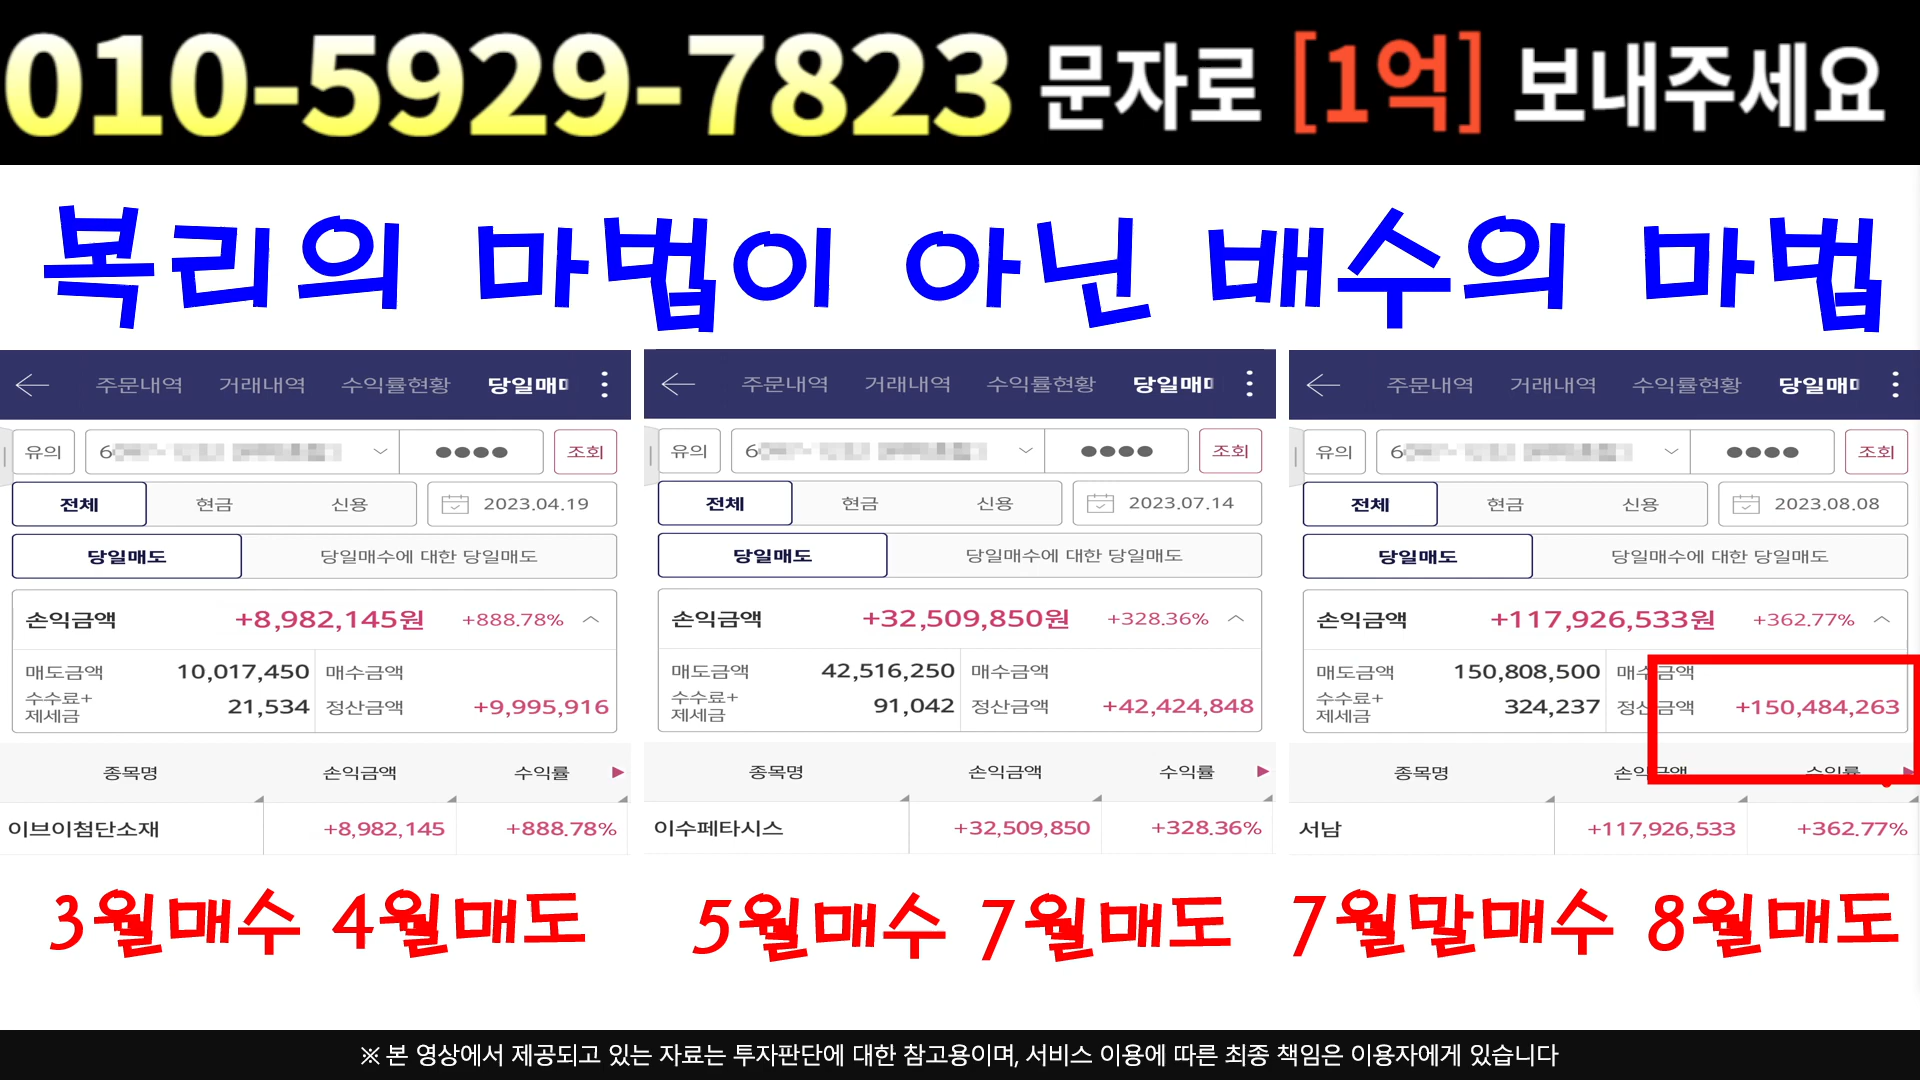 010-5929-7823 문자로 [1억] 보내주세요
복리의 마법이 아닌 배수의 마법
주문내역 거래내역 수익률현황 당일매
유의 6 ●●●● 조회
전체 현금 신용 2023.04.19
당일매도 당일매수에 대한 당일매도
손익금액 +8,982,145원 +888.78%
매도금액 10,017,450 매수금액
수수료+
제세금 21,534 정산금액 +9,995,916
종목명 손익금액 수익률
이브이첨단소재 +8,982,145 +888.78%
3월매수 4월매도
주문내역 거래내역 수익률현황 당일매
유의 6 ●●●● 조회
전체 현금 신용 2023.07.14
당일매도 당일매수에 대한 당일매도
손익금액 +32,509,850원 +328.36%
매도금액 42,516,250 매수금액
수수료+
제세금 91,042 정산금액 +42,424,848
종목명 손익금액 수익률
이수페타시스 +32,509,850 +328.36%
5월매수 7월매도
주문내역 거래내역 수익률현황 당일매
유의 6 ●●●● 조회
전체 현금 신용 2023.08.08
당일매도 당일매수에 대한 당일매도
손익금액 +117,926,533원 +362.77%
매도금액 150,808,500 매수금액
수수료+
제세금 324,237 정산금액 +150,484,263
종목명 손익금액 수익률
서남 +117,926,533 +362.77%
7월말매수 8월매도
※ 본 영상에서 제공되고 있는 자료는 투자판단에 대한 참고용이며, 서비스 이용에 따른 최종 책임은 이용자에게 있습니다